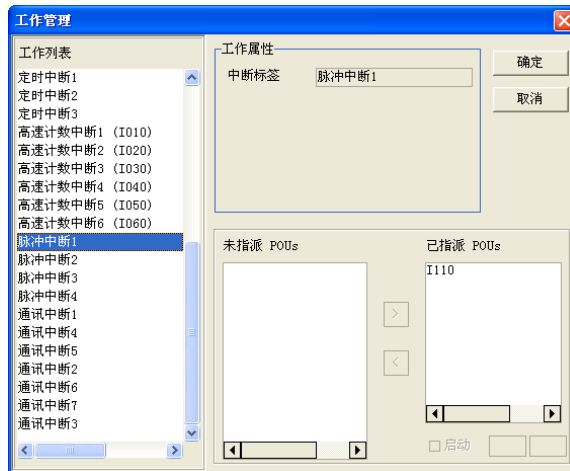 工作管理
工作列表
定时中断1
定时中断2
定时中断3
高速计数中断1 (I010)
高速计数中断2 (I020)
高速计数中断3 (I030)
高速计数中断4 (I040)
高速计数中断5 (I050)
高速计数中断6 (I060)
脉冲中断1
脉冲中断2
脉冲中断3
脉冲中断4
通讯中断1
通讯中断4
通讯中断5
通讯中断2
通讯中断6
通讯中断7
通讯中断3
工作属性
中断标签 脉冲中断1
确定
取消
未指派 POUs
>
<
已指派 POUs
I110
启动